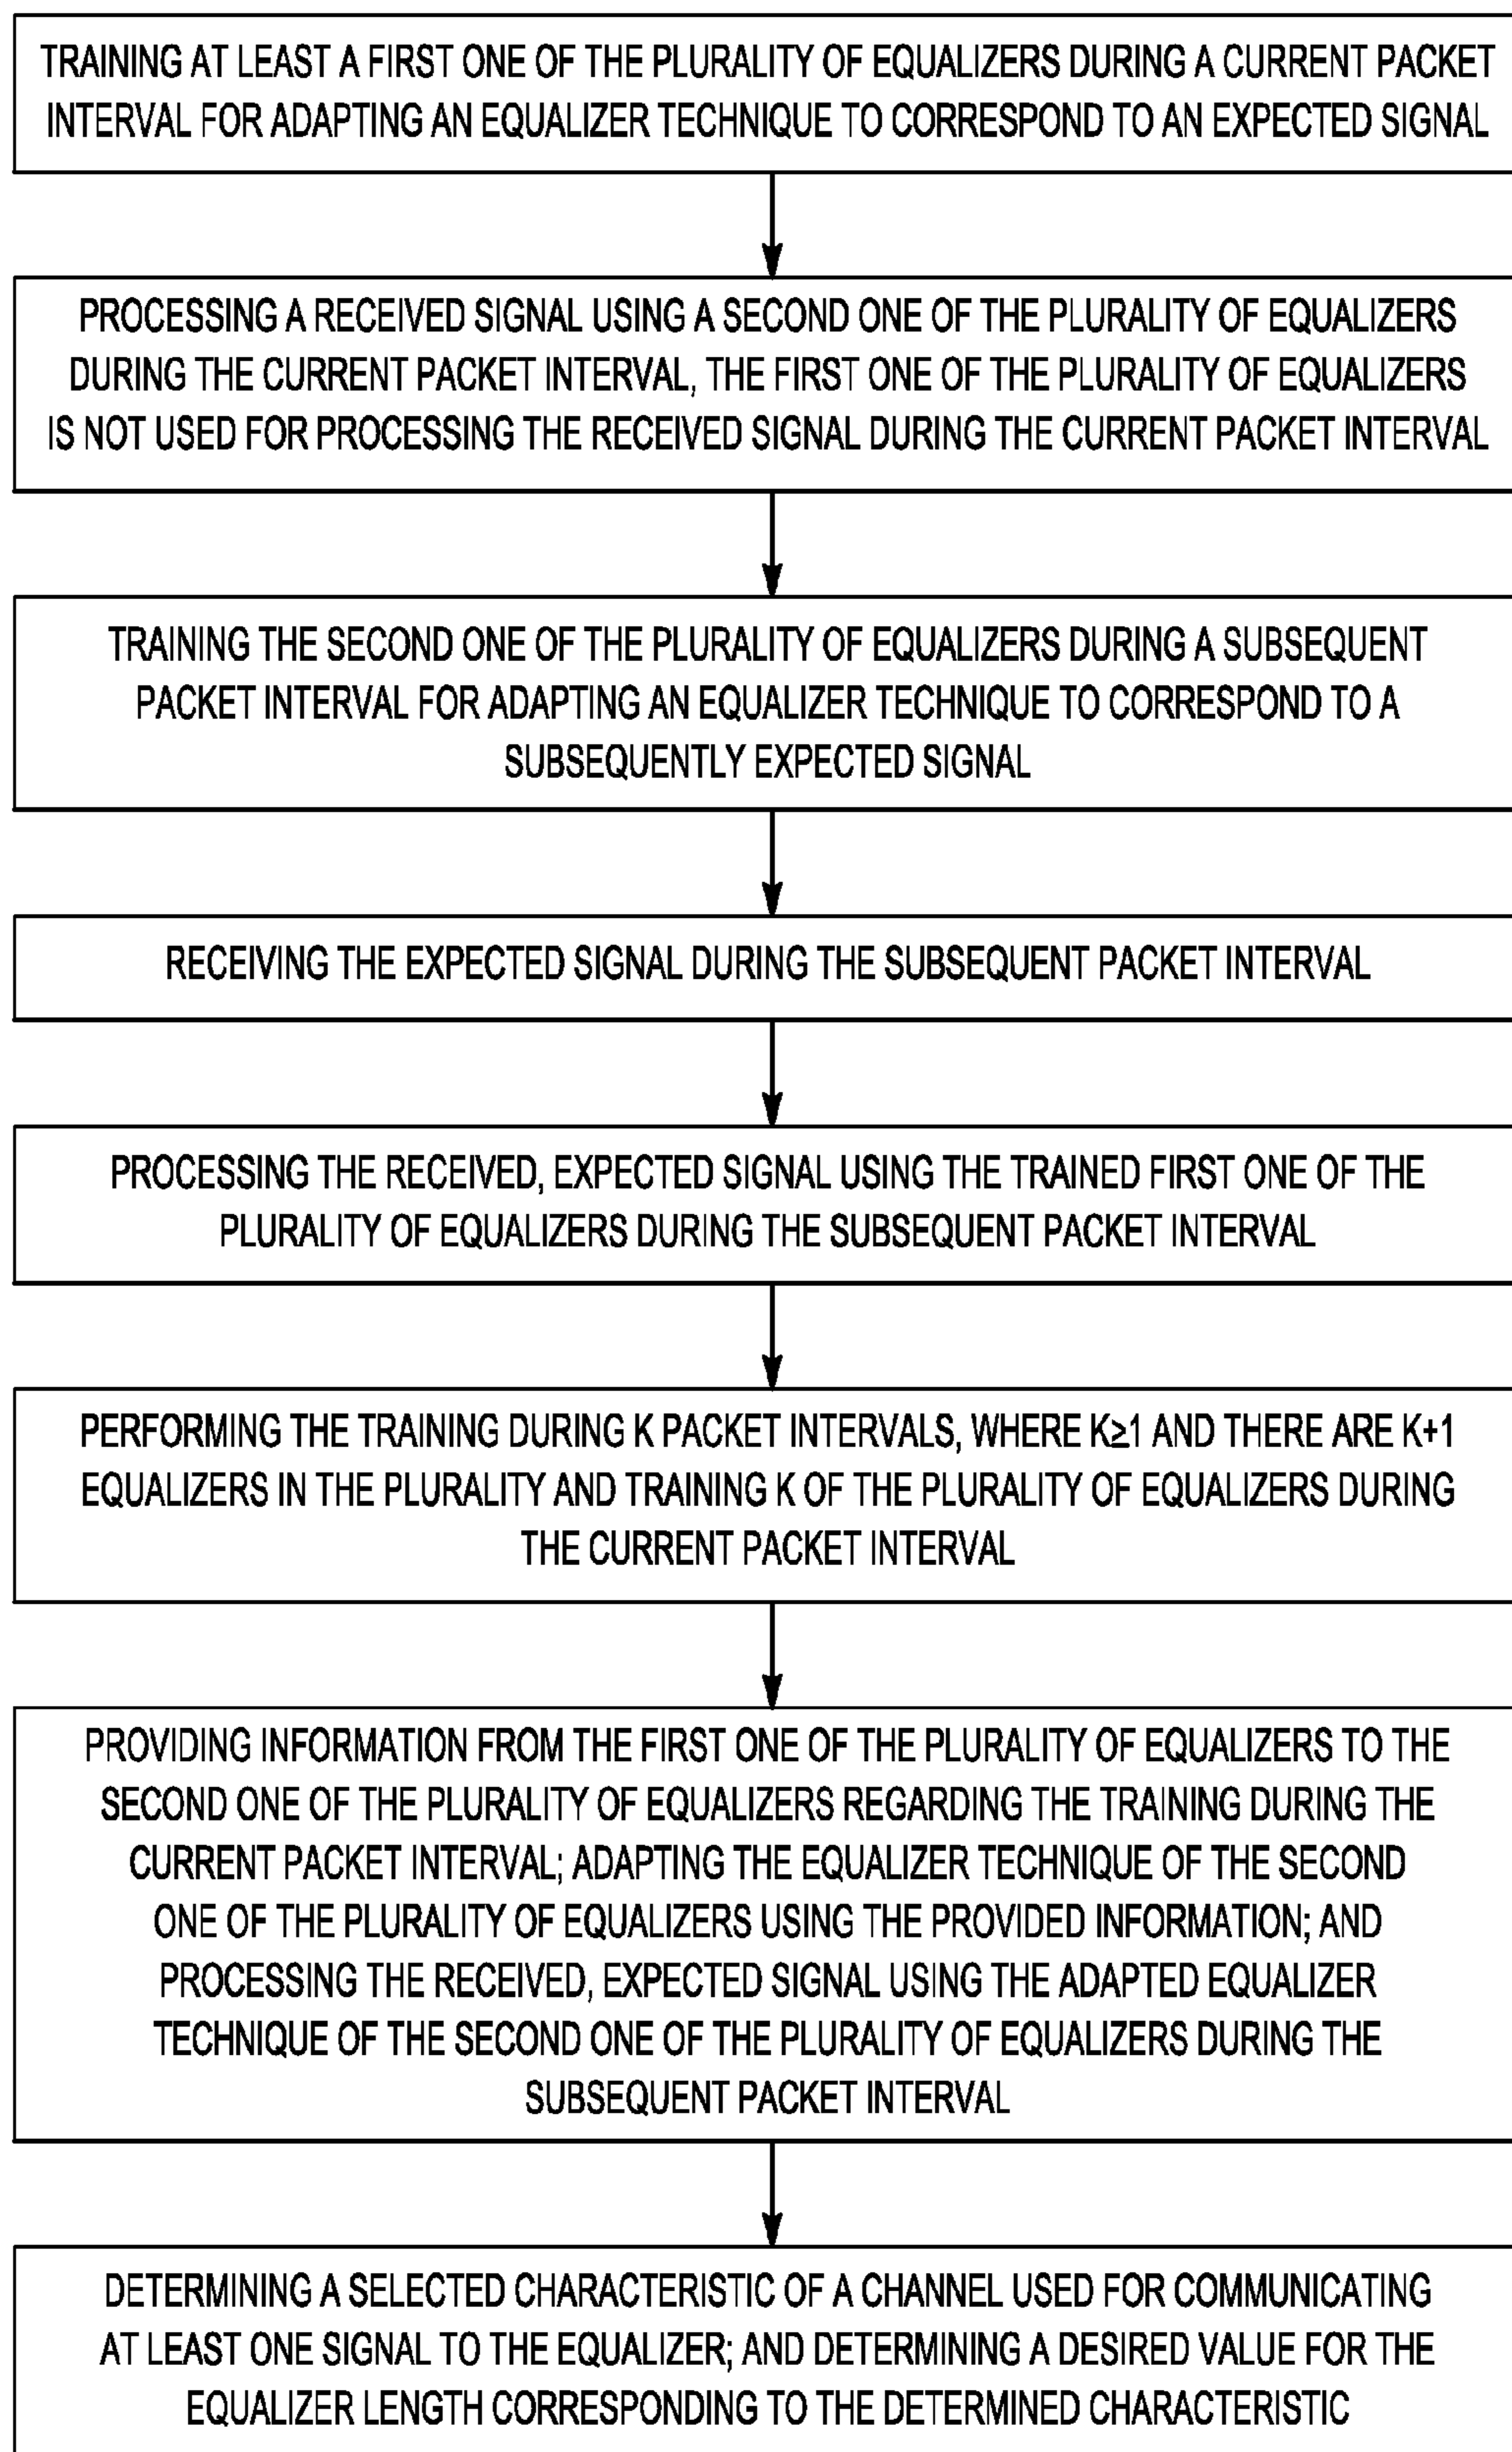 TRAINING AT LEAST A FIRST ONE OF THE PLURALITY OF EQUALIZERS DURING A CURRENT PACKET
INTERVAL FOR ADAPTING AN EQUALIZER TECHNIQUE TO CORRESPOND TO AN EXPECTED SIGNAL
PROCESSING A RECEIVED SIGNAL USING A SECOND ONE OF THE PLURALITY OF EQUALIZERS
DURING THE CURRENT PACKET INTERVAL, THE FIRST ONE OF THE PLURALITY OF EQUALIZERS
IS NOT USED FOR PROCESSING THE RECEIVED SIGNAL DURING THE CURRENT PACKET INTERVAL
TRAINING THE SECOND ONE OF THE PLURALITY OF EQUALIZERS DURING A SUBSEQUENT
PACKET INTERVAL FOR ADAPTING AN EQUALIZER TECHNIQUE TO CORRESPOND TO A
SUBSEQUENTLY EXPECTED SIGNAL
RECEIVING THE EXPECTED SIGNAL DURING THE SUBSEQUENT PACKET INTERVAL
PROCESSING THE RECEIVED, EXPECTED SIGNAL USING THE TRAINED FIRST ONE OF THE
PLURALITY OF EQUALIZERS DURING THE SUBSEQUENT PACKET INTERVAL
PERFORMING THE TRAINING DURING K PACKET INTERVALS, WHERE K≥1 AND THERE ARE K+1
EQUALIZERS IN THE PLURALITY AND TRAINING K OF THE PLURALITY OF EQUALIZERS DURING
THE CURRENT PACKET INTERVAL
PROVIDING INFORMATION FROM THE FIRST ONE OF THE PLURALITY OF EQUALIZERS TO THE
SECOND ONE OF THE PLURALITY OF EQUALIZERS REGARDING THE TRAINING DURING THE
CURRENT PACKET INTERVAL; ADAPTING THE EQUALIZER TECHNIQUE OF THE SECOND
ONE OF THE PLURALITY OF EQUALIZERS USING THE PROVIDED INFORMATION; AND
PROCESSING THE RECEIVED, EXPECTED SIGNAL USING THE ADAPTED EQUALIZER
TECHNIQUE OF THE SECOND ONE OF THE PLURALITY OF EQUALIZERS DURING THE
SUBSEQUENT PACKET INTERVAL
DETERMINING A SELECTED CHARACTERISTIC OF A CHANNEL USED FOR COMMUNICATING
AT LEAST ONE SIGNAL TO THE EQUALIZER; AND DETERMINING A DESIRED VALUE FOR THE
EQUALIZER LENGTH CORRESPONDING TO THE DETERMINED CHARACTERISTIC